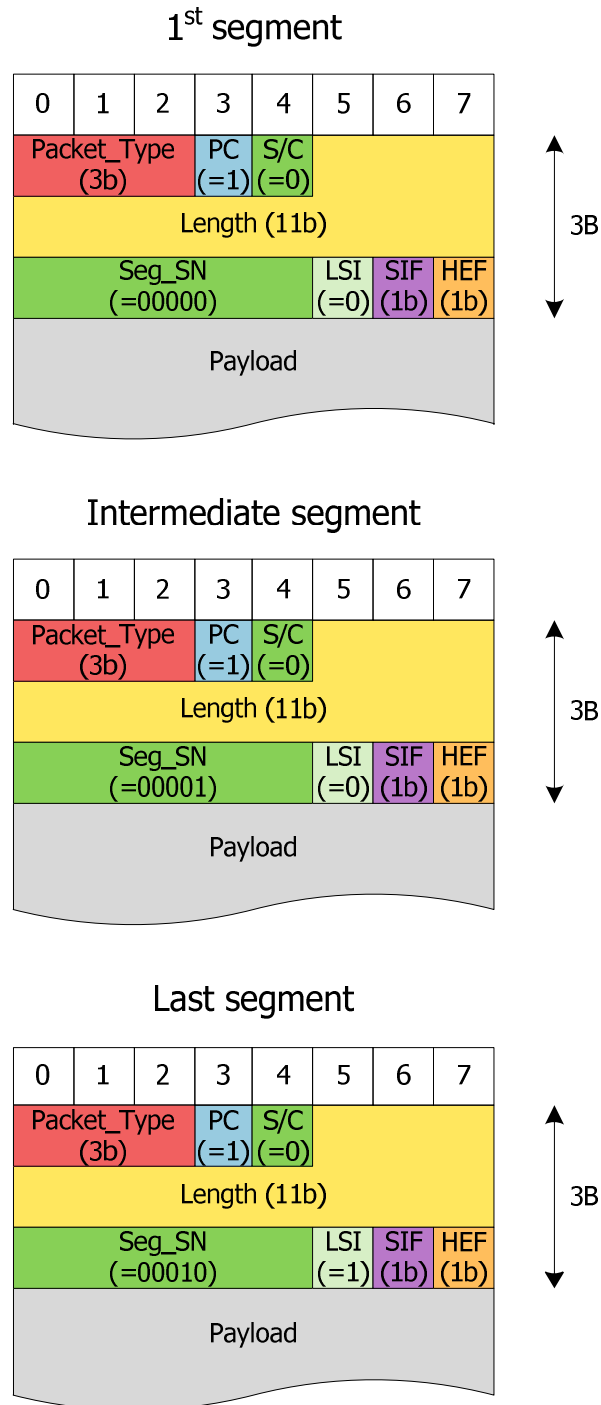 1st segment
0 1 2 3 4 5 6 7
Packet_Type PC S/C
(3b) (=1) (=0)
Length (11b)
3B
Seg_SN LSI SIF HEF
(=00000) (=0) (1b) (1b)
Payload
Intermediate segment
0 1 2 3 4 5 6 7
Packet_Type PC S/C
(3b) (=1) (=0)
Length (11b)
3B
Seg_SN LSI SIF HEF
(=00001) (=0) (1b) (1b)
Payload
Last segment
0 1 2 3 4 5 6 7
Packet_Type PC S/C
(3b) (=1) (=0)
Length (11b)
3B
Seg_SN LSI SIF HEF
(=00010) (=1) (1b) (1b)
Payload